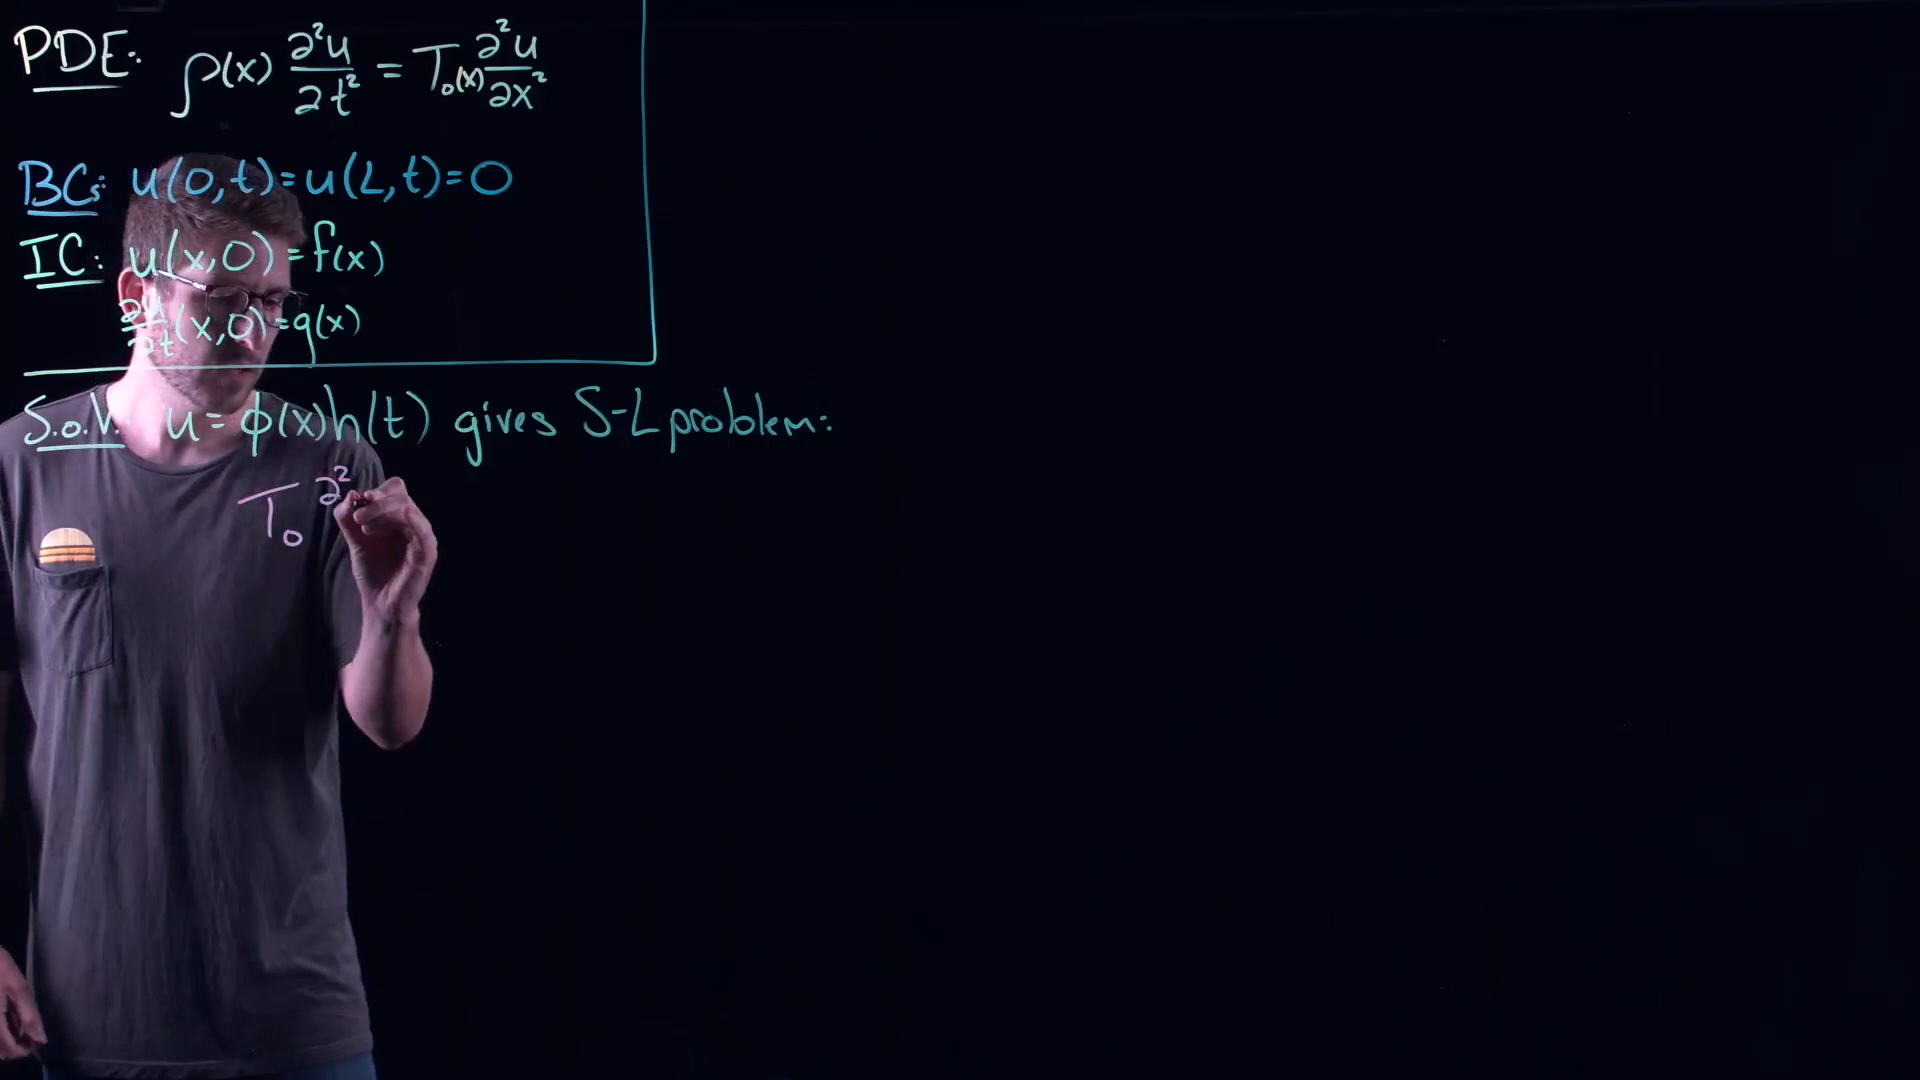 PDE: ρ(x) ∂²u/∂t² = T₀(x) ∂²u/∂x²
BCs: u(0,t)=u(L,t)=0
IC: u(x,0)=f(x)
∂u/∂t(x,0)=g(x)
S.o.V. u=ϕ(x)h(t) gives S-L problem:
T₀ ∂²